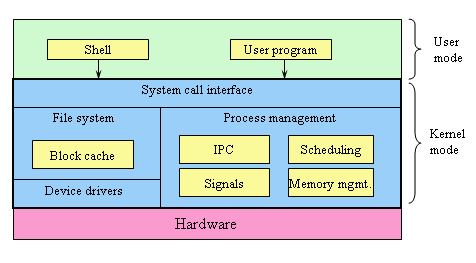 Shell
User program
User
mode
System call interface
File system
Process management
Block cache
IPC
Scheduling
Kernel
mode
Device drivers
Signals
Memory mgmt.
Hardware